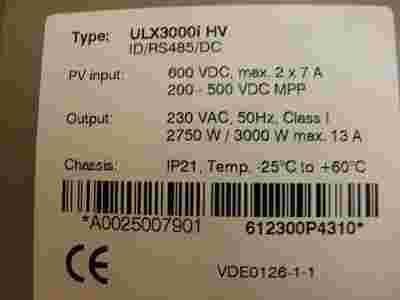 Type: ULX3000i HV
ID/RS485/DC
PV input: 600 VDC, max. 2 x 7 A
200 - 500 VDC MPP
Output: 230 VAC, 50Hz, Class I
2750 W / 3000 W max. 13 A
Chassis: IP21, Temp. -25°C to +60°C
*A0025007901 612300P4310*
CE VDE0126-1-1